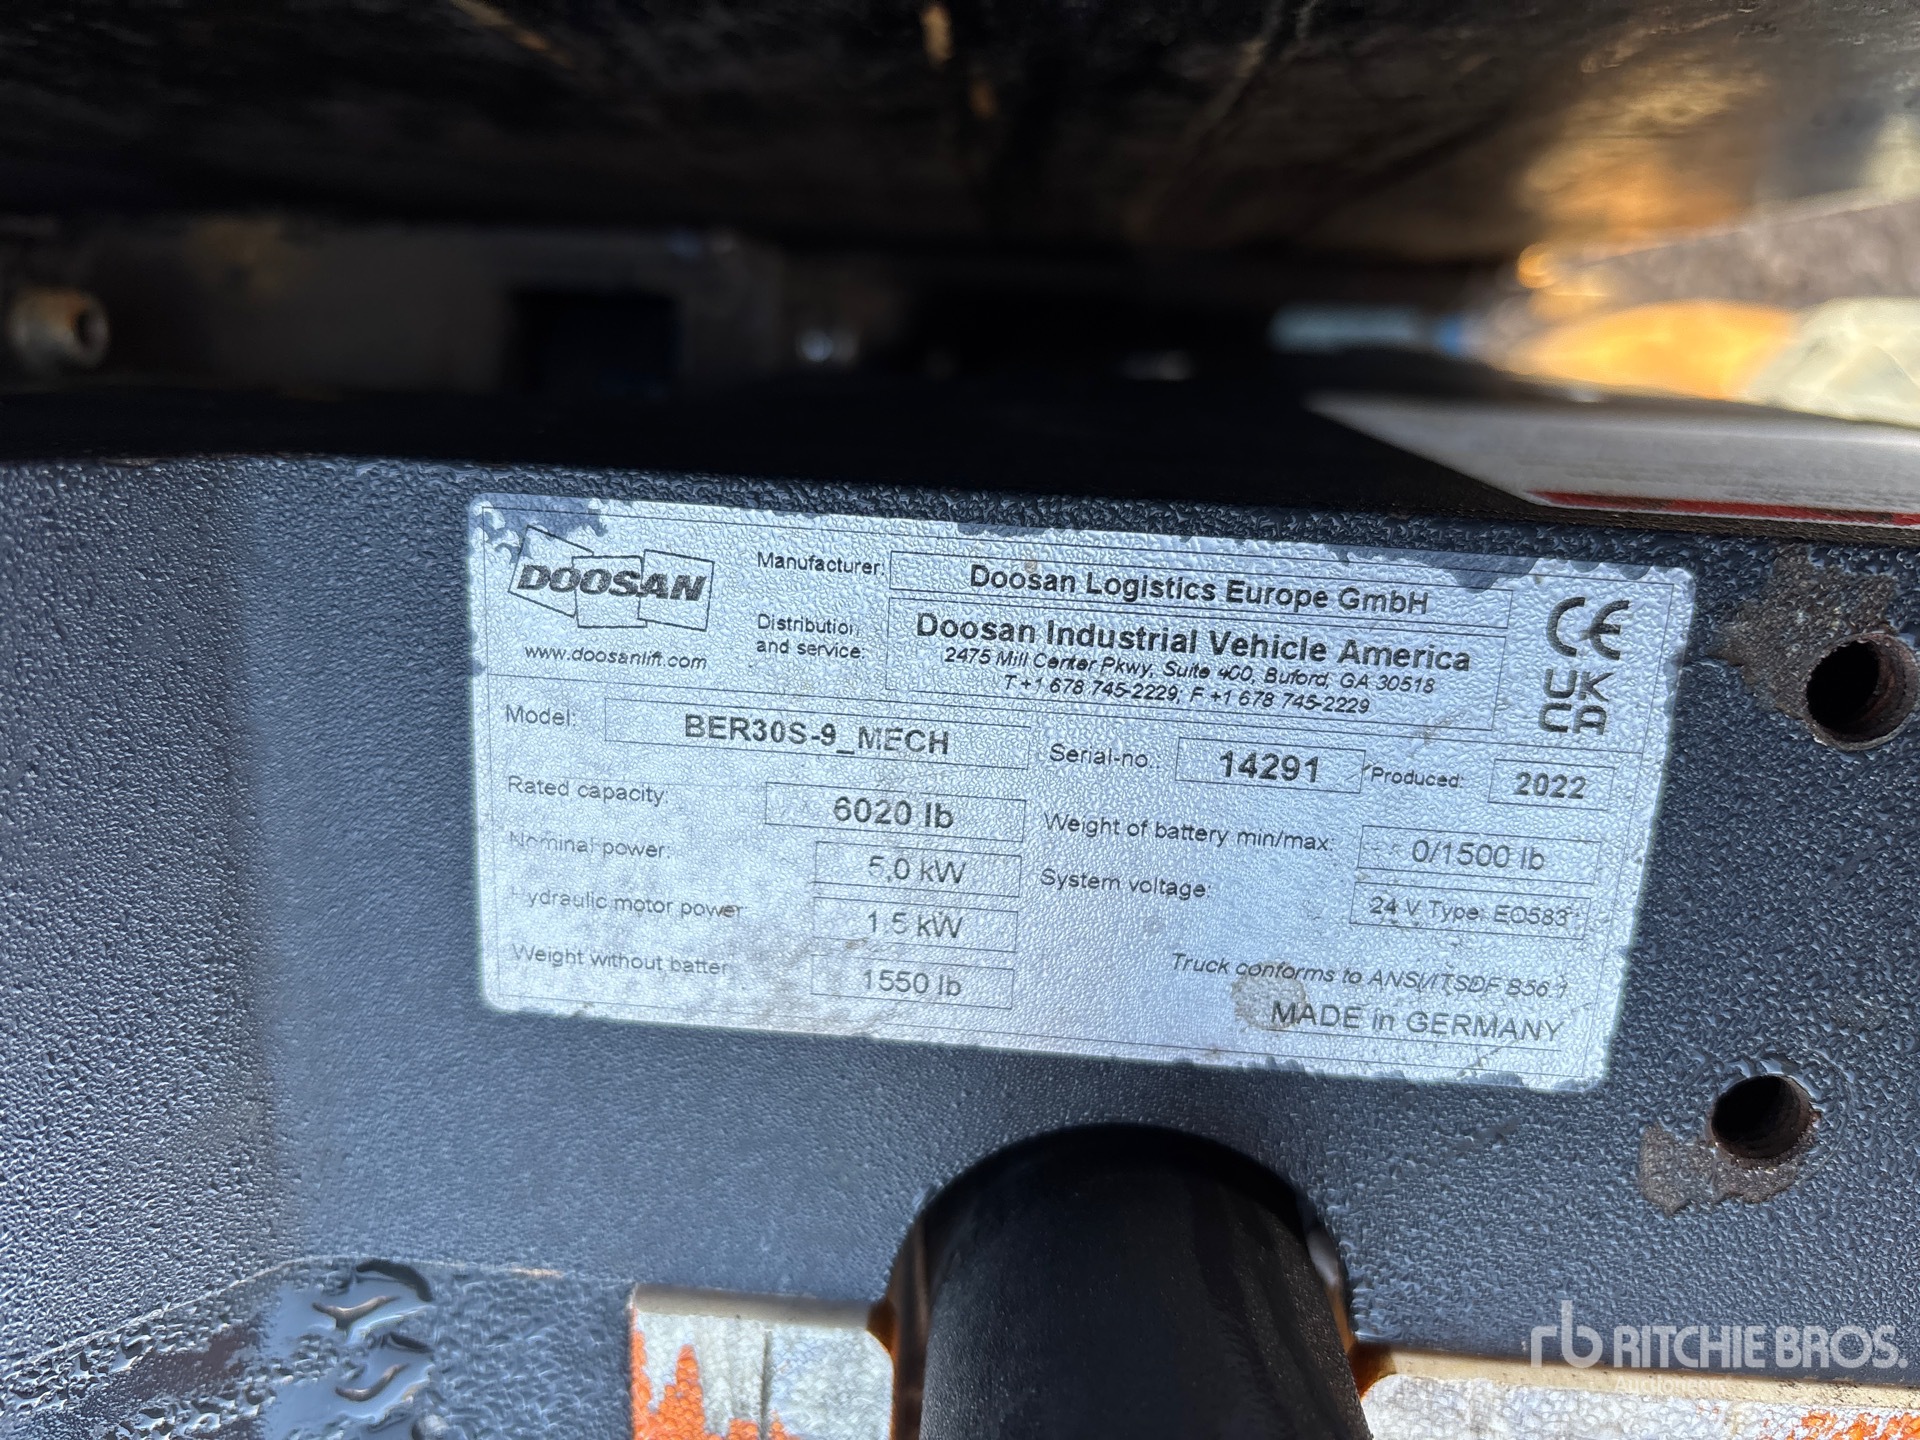 DOOSAN
www.doosanlift.com
Manufacturer: Doosan Logistics Europe GmbH
Distribution and service: Doosan Industrial Vehicle America
2475 Mill Center Pkwy, Suite 400, Buford, GA 30518
T +1 678 745-2229, F +1 678 745-2229
CE
UK
CA
Model: BER30S-9_MECH Serial-no.: 14291 Produced: 2022
Rated capacity: 6020 lb Weight of battery min/max: 0/1500 lb
Nominal power: 5,0 kW System voltage: 24 V Type: EO583
Hydraulic motor power: 1.5 kW
Weight without batter 1550 lb
Truck conforms to ANSI/ITSDF B56.1
MADE in GERMANY
rb RITCHIE BROS.